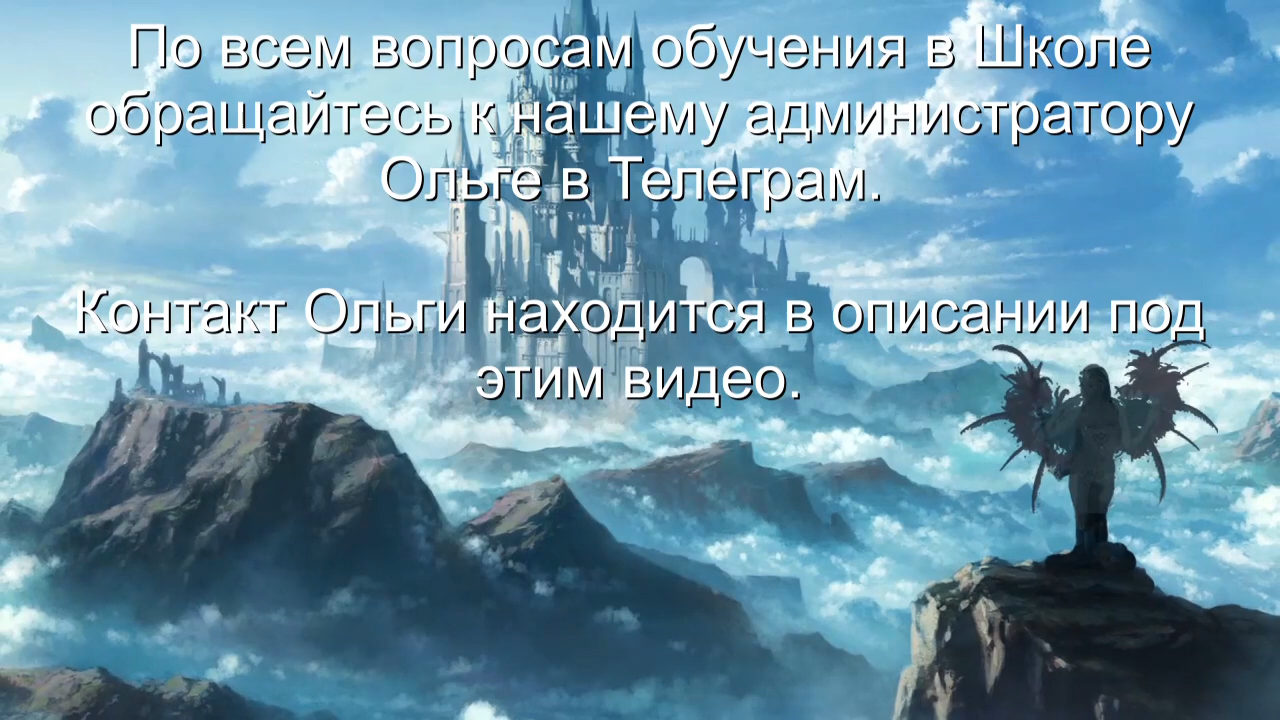 По всем вопросам обучения в Школе
обращайтесь к нашему администратору
Ольге в Телеграм.
Контакт Ольги находится в описании под
этим видео.